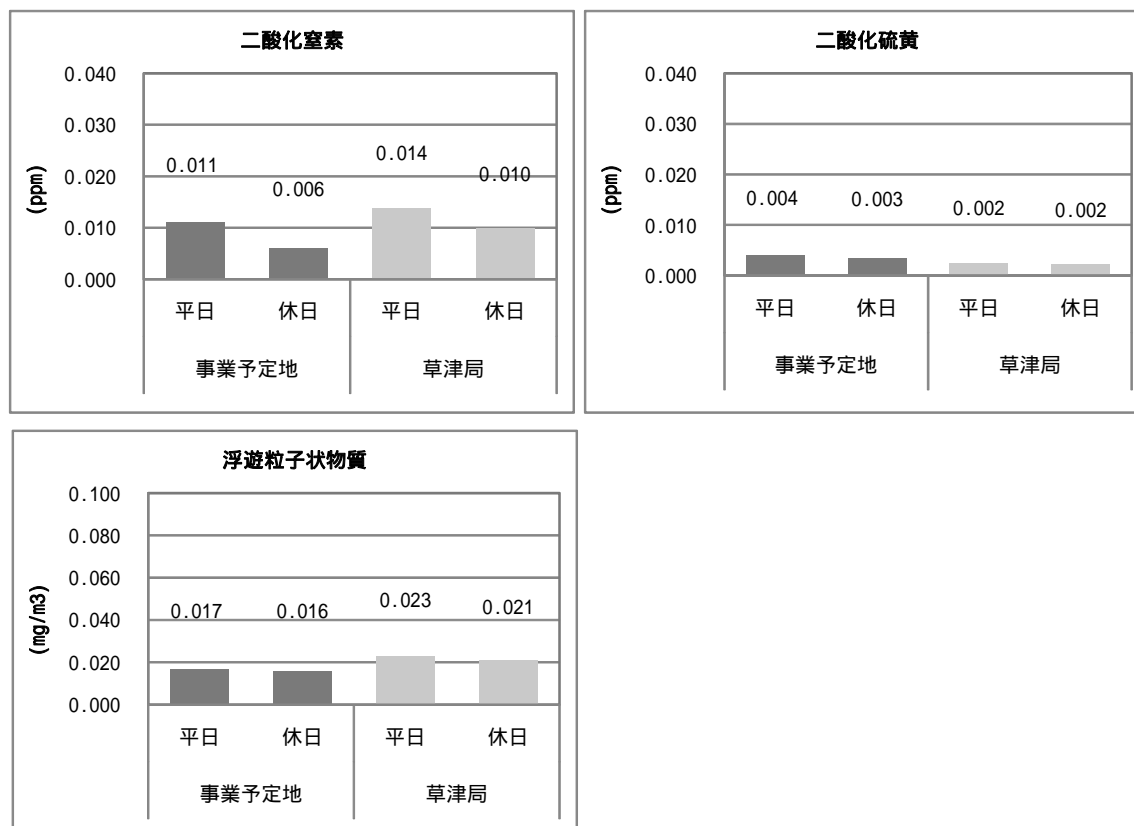 二酸化窒素
0.040
0.030
0.020
0.010
0.000
(ppm)
0.011
0.006
0.014
0.010
平日 休日 平日 休日
事業予定地 草津局
二酸化硫黄
0.040
0.030
0.020
0.010
0.000
(ppm)
0.004 0.003 0.002 0.002
平日 休日 平日 休日
事業予定地 草津局
浮遊粒子状物質
0.100
0.080
0.060
0.040
0.020
0.000
(mg/m3)
0.017 0.016 0.023 0.021
平日 休日 平日 休日
事業予定地 草津局